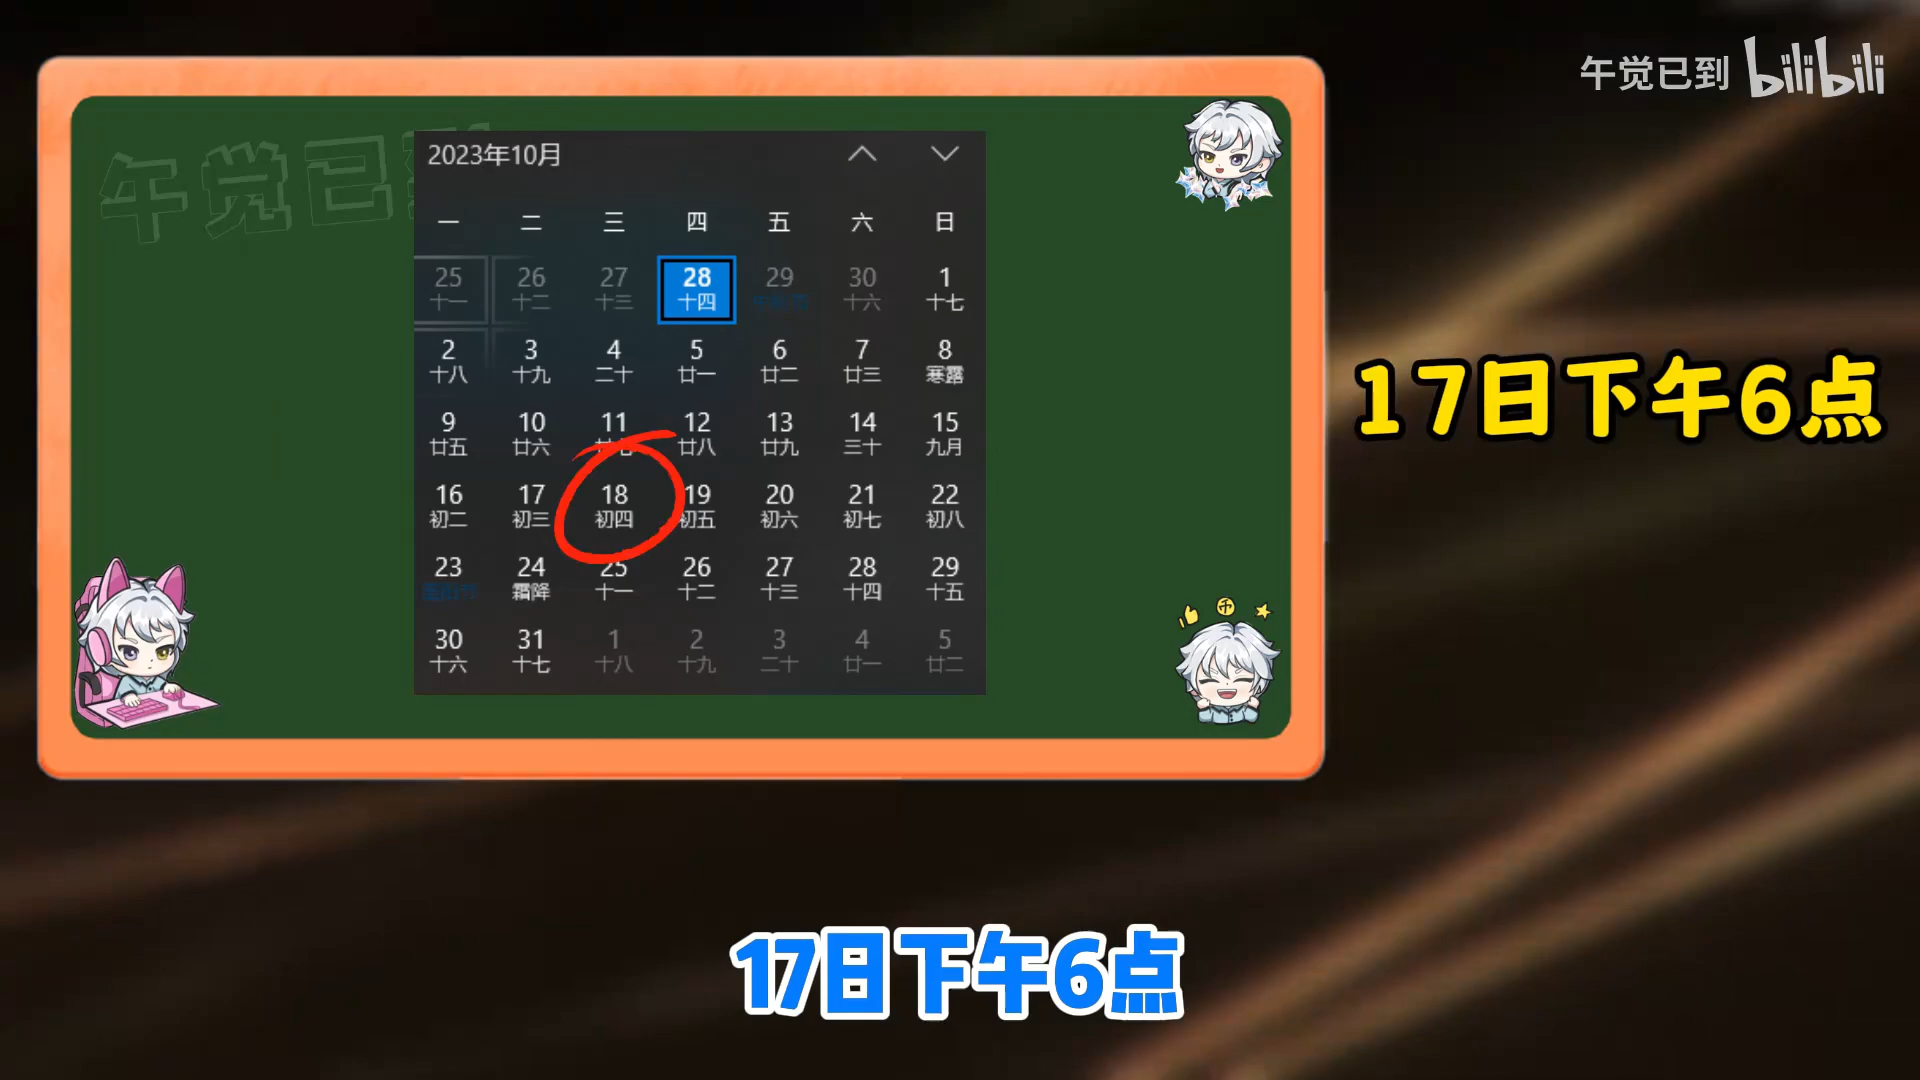 午觉已到 bilibili
午觉已
2023年10月
一 二 三 四 五 六 日
25 26 27 28 29 30 1
十一 十二 十三 十四 十六 十七
2 3 4 5 6 7 8
十八 十九 二十 廿一 廿二 廿三 寒露
9 10 11 12 13 14 15
廿五 廿六 廿七 廿八 廿九 三十 九月
16 17 18 19 20 21 22
初二 初三 初四 初五 初六 初七 初八
23 24 25 26 27 28 29
重阳节 霜降 十一 十二 十三 十四 十五
30 31 1 2 3 4 5
十六 十七 十八 十九 二十 廿一 廿二
17日下午6点
17日下午6点